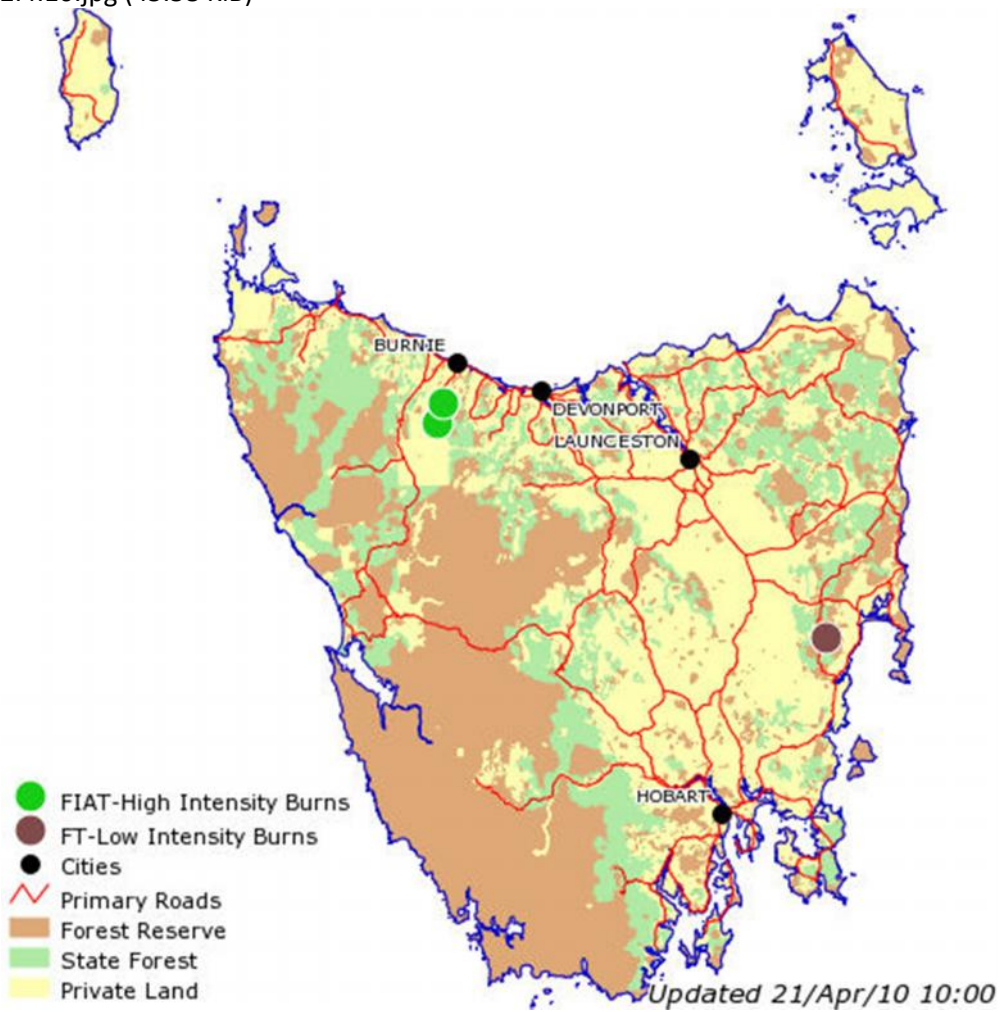 BURNIE
DEVONPORT
LAUNCESTON
HOBART
FIAT-High Intensity Burns
FT-Low Intensity Burns
Cities
Primary Roads
Forest Reserve
State Forest
Private Land
Updated 21/Apr/10 10:00